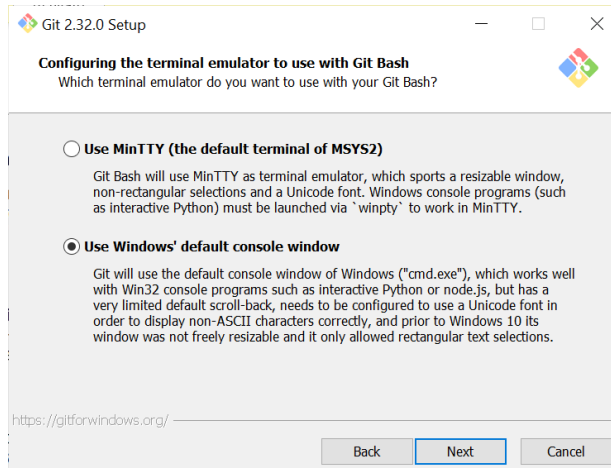 Git 2.32.0 Setup
Configuring the terminal emulator to use with Git Bash
Which terminal emulator do you want to use with your Git Bash?
Use MinTTY (the default terminal of MSYS2)
Git Bash will use MinTTY as terminal emulator, which sports a resizable window,
non-rectangular selections and a Unicode font. Windows console programs (such
as interactive Python) must be launched via `winpty` to work in MinTTY.
Use Windows' default console window
Git will use the default console window of Windows ("cmd.exe"), which works well
with Win32 console programs such as interactive Python or node.js, but has a
very limited default scroll-back, needs to be configured to use a Unicode font in
order to display non-ASCII characters correctly, and prior to Windows 10 its
window was not freely resizable and it only allowed rectangular text selections.
https://gitforwindows.org/
Back Next Cancel